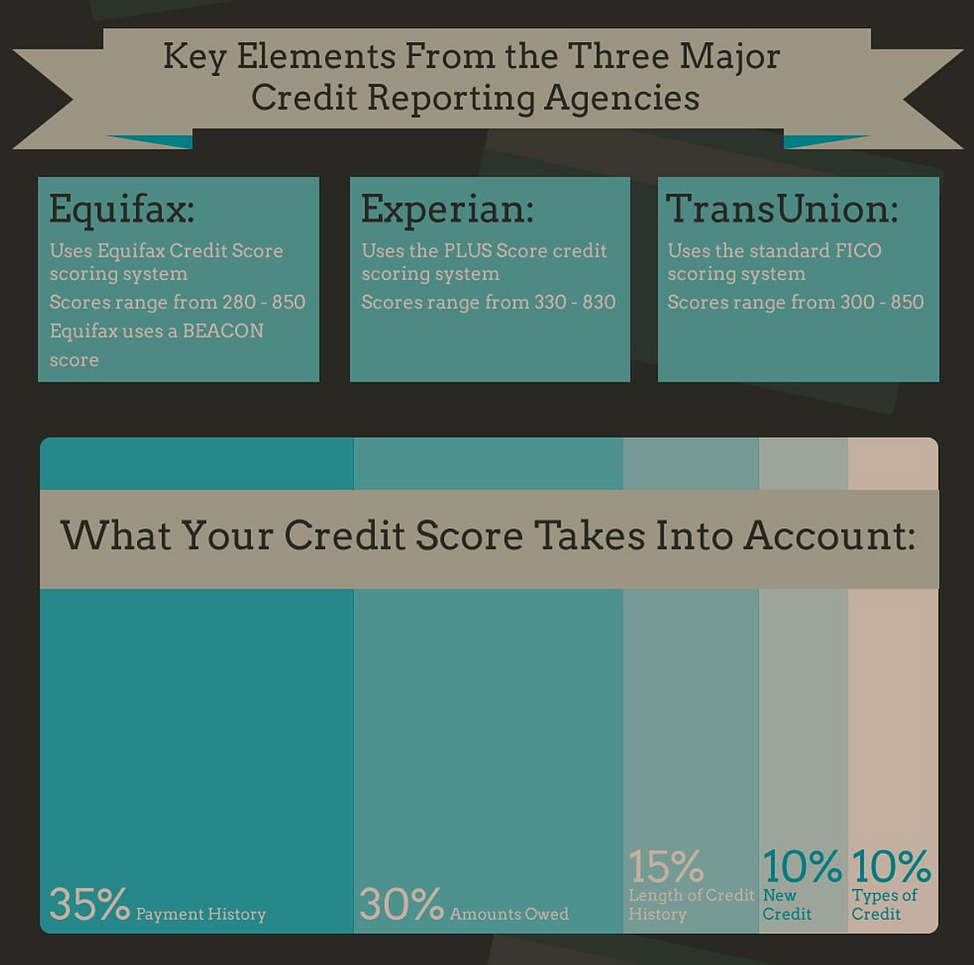 Key Elements From the Three Major
Credit Reporting Agencies
Equifax:
Uses Equifax Credit Score
scoring system
Scores range from 280 - 850
Equifax uses a BEACON
score
Experian:
Uses the PLUS Score credit
scoring system
Scores range from 330 - 830
TransUnion:
Uses the standard FICO
scoring system
Scores range from 300 - 850
What Your Credit Score Takes Into Account:
35% Payment History
30% Amounts Owed
15%
Length of Credit
History
10%
New
Credit
10%
Types of
Credit